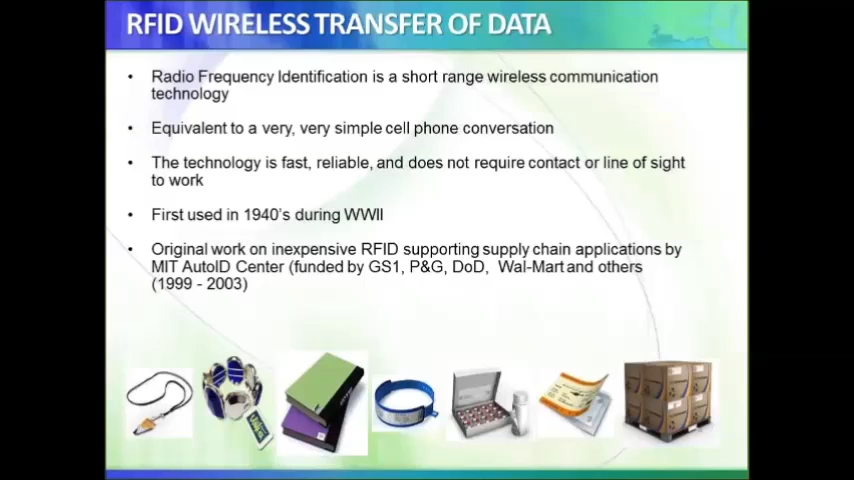 RFID WIRELESS TRANSFER OF DATA
• Radio Frequency Identification is a short range wireless communication
technology
• Equivalent to a very, very simple cell phone conversation
• The technology is fast, reliable, and does not require contact or line of sight
to work
• First used in 1940's during WWII
• Original work on inexpensive RFID supporting supply chain applications by
MIT AutoID Center (funded by GS1, P&G, DoD, Wal-Mart and others
(1999 - 2003)